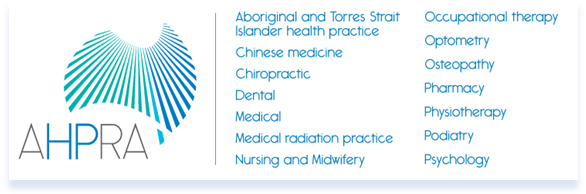 AHPRA
Aboriginal and Torres Strait
Islander health practice
Chinese medicine
Chiropractic
Dental
Medical
Medical radiation practice
Nursing and Midwifery
Occupational therapy
Optometry
Osteopathy
Pharmacy
Physiotherapy
Podiatry
Psychology